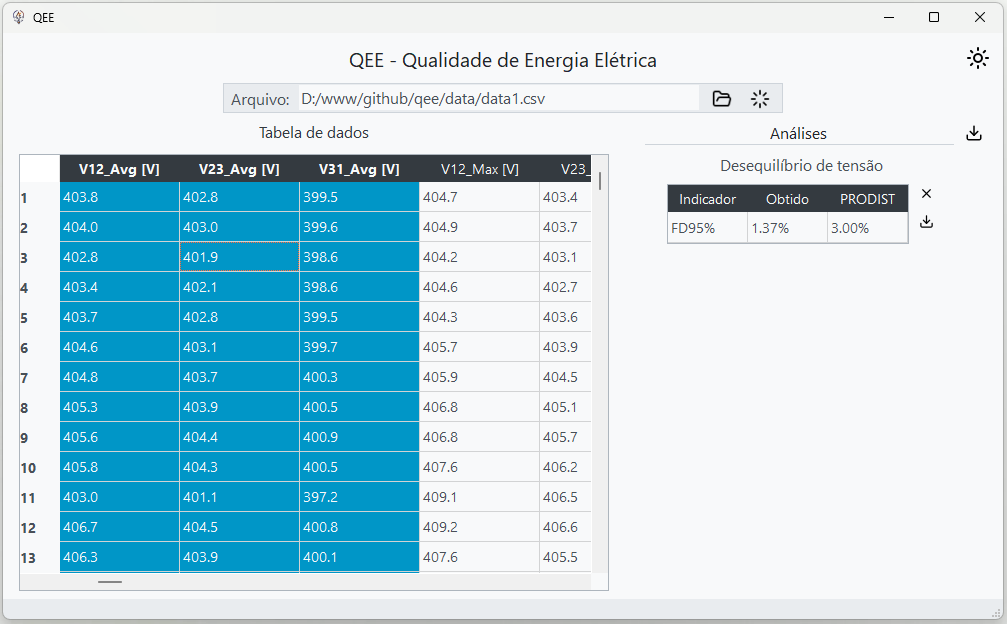 QEE
QEE - Qualidade de Energia Elétrica
Arquivo: D:/www/github/qee/data/data1.csv
Tabela de dados
V12_Avg [V] V23_Avg [V] V31_Avg [V] V12_Max [V] V23_
1 403.8 402.8 399.5 404.7 403.4
2 404.0 403.0 399.6 404.9 403.7
3 402.8 401.9 398.6 404.2 403.1
4 403.4 402.1 398.6 404.6 402.7
5 403.7 402.8 399.5 404.3 403.6
6 404.6 403.1 399.7 405.7 403.9
7 404.8 403.7 400.3 405.9 404.5
8 405.3 403.9 400.5 406.8 405.1
9 405.6 404.4 400.9 406.8 405.7
10 405.8 404.3 400.5 407.6 406.2
11 403.0 401.1 397.2 409.1 406.5
12 406.7 404.5 400.8 409.2 406.6
13 406.3 403.9 400.1 407.6 405.5
Análises
Desequilíbrio de tensão
Indicador Obtido PRODIST
FD95% 1.37% 3.00%